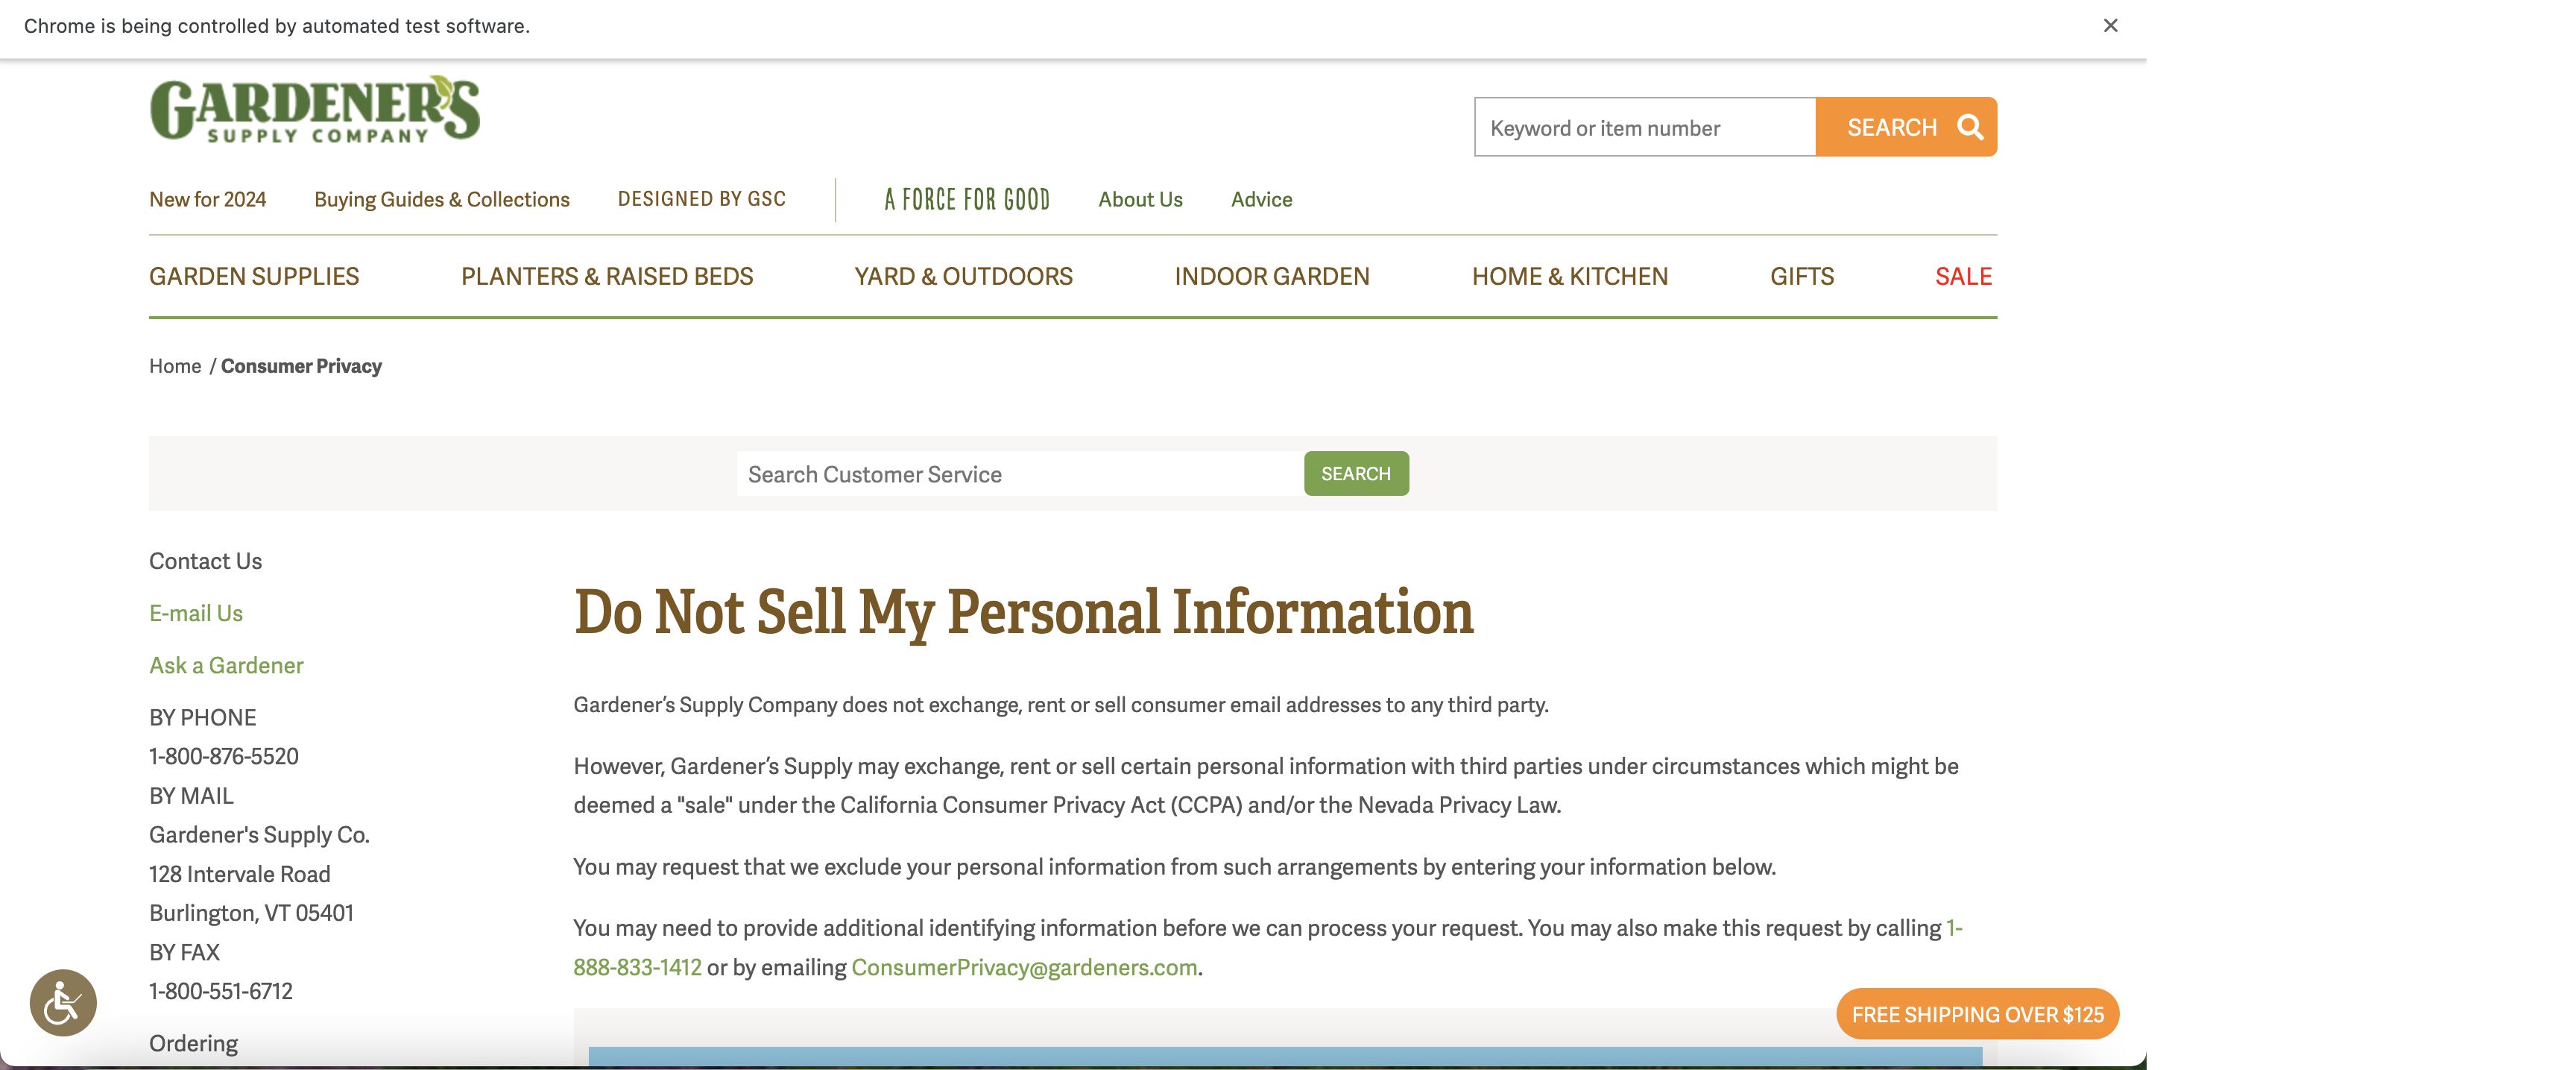 Chrome is being controlled by automated test software.
GARDENER'S
SUPPLY COMPANY
Keyword or item number
SEARCH
New for 2024
Buying Guides & Collections
DESIGNED BY GSC
A FORCE FOR GOOD
About Us
Advice
GARDEN SUPPLIES
PLANTERS & RAISED BEDS
YARD & OUTDOORS
INDOOR GARDEN
HOME & KITCHEN
GIFTS
SALE
Home / Consumer Privacy
Search Customer Service
SEARCH
Contact Us
E-mail Us
Ask a Gardener
BY PHONE
1-800-876-5520
BY MAIL
Gardener's Supply Co.
128 Intervale Road
Burlington, VT 05401
BY FAX
1-800-551-6712
Ordering
Do Not Sell My Personal Information
Gardener’s Supply Company does not exchange, rent or sell consumer email addresses to any third party.
However, Gardener’s Supply may exchange, rent or sell certain personal information with third parties under circumstances which might be
deemed a "sale" under the California Consumer Privacy Act (CCPA) and/or the Nevada Privacy Law.
You may request that we exclude your personal information from such arrangements by entering your information below.
You may need to provide additional identifying information before we can process your request. You may also make this request by calling 1-
888-833-1412 or by emailing ConsumerPrivacy@gardeners.com.
FREE SHIPPING OVER $125